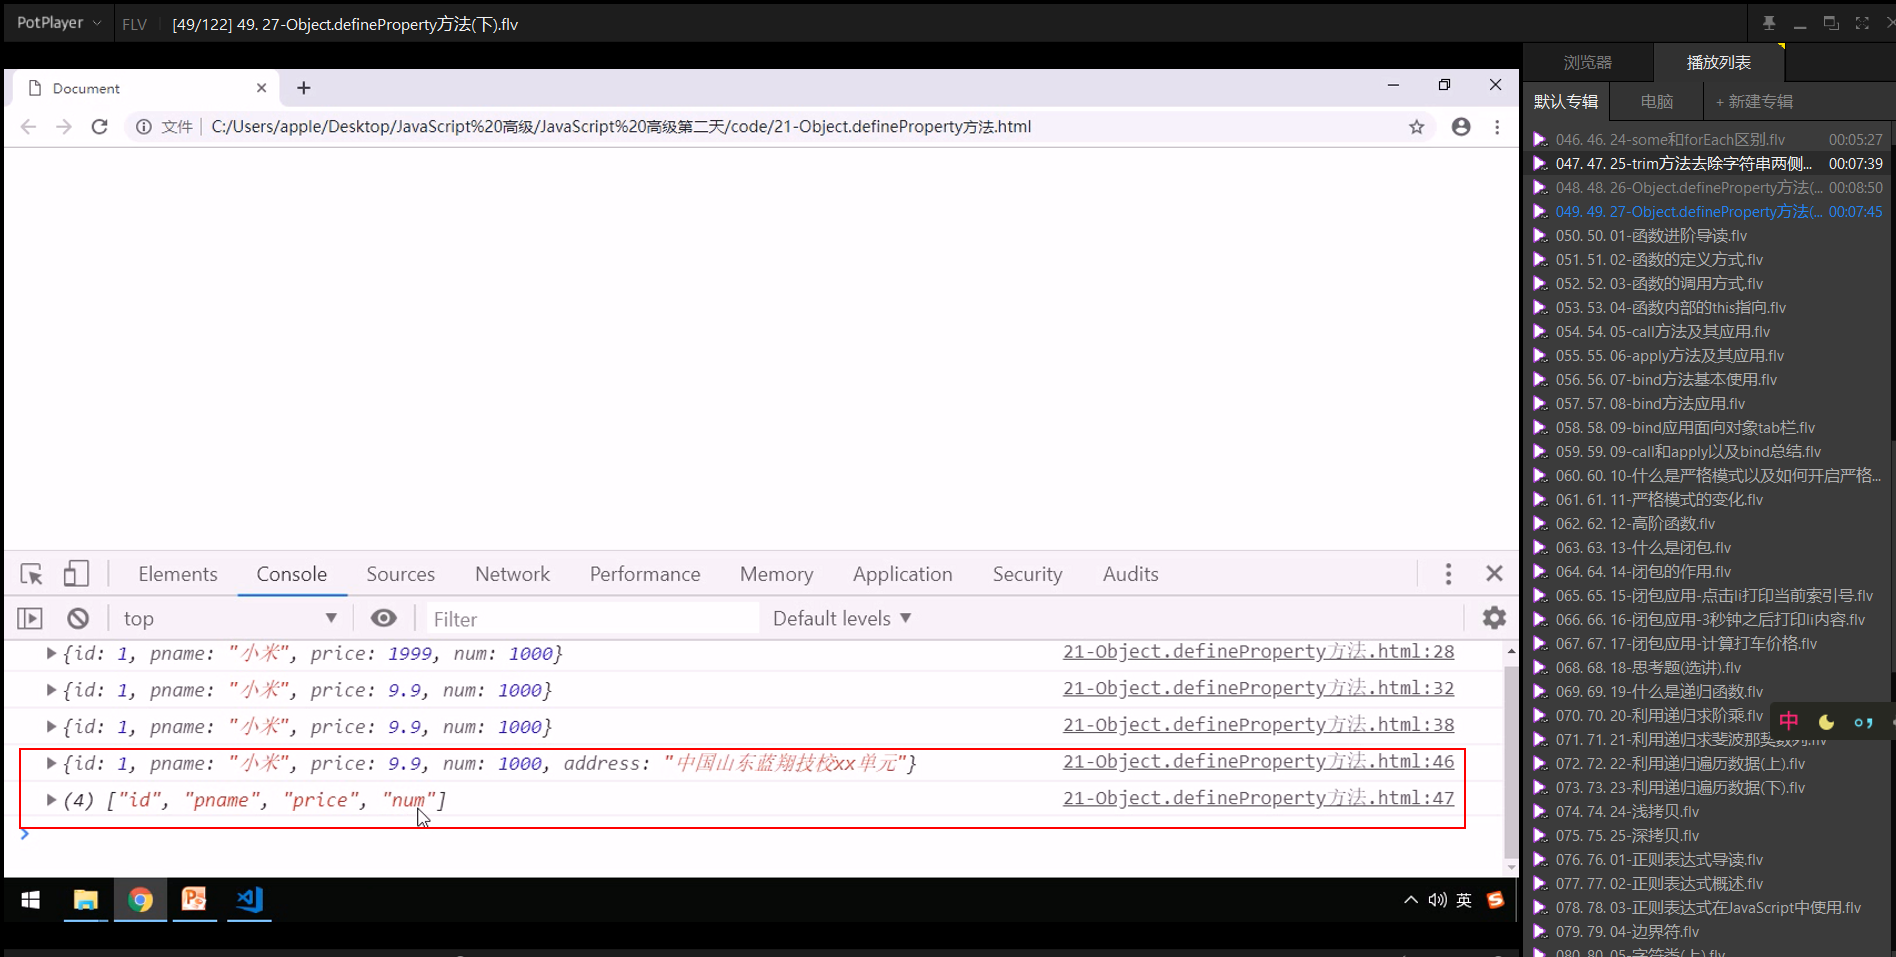 PotPlayer FLV [49/122] 49. 27-Object.defineProperty方法(下).flv
Document
文件 C:/Users/apple/Desktop/JavaScript%20高级/JavaScript%20高级第二天/code/21-Object.defineProperty方法.html
Elements Console Sources Network Performance Memory Application Security Audits
top Filter Default levels
{id: 1, pname: "小米", price: 1999, num: 1000} 21-Object.defineProperty方法.html:28
{id: 1, pname: "小米", price: 9.9, num: 1000} 21-Object.defineProperty方法.html:32
{id: 1, pname: "小米", price: 9.9, num: 1000} 21-Object.defineProperty方法.html:38
{id: 1, pname: "小米", price: 9.9, num: 1000, address: "中国山东蓝翔技校xx单元"} 21-Object.defineProperty方法.html:46
(4) ["id", "pname", "price", "num"] 21-Object.defineProperty方法.html:47
英
浏览器 播放列表
默认专辑 电脑 + 新建专辑
046. 46. 24-some和forEach区别.flv 00:05:27
047. 47. 25-trim方法去除字符串两侧... 00:07:39
048. 48. 26-Object.defineProperty方法(... 00:08:50
049. 49. 27-Object.defineProperty方法(... 00:07:45
050. 50. 01-函数进阶导读.flv
051. 51. 02-函数的定义方式.flv
052. 52. 03-函数的调用方式.flv
053. 53. 04-函数内部的this指向.flv
054. 54. 05-call方法及其应用.flv
055. 55. 06-apply方法及其应用.flv
056. 56. 07-bind方法基本使用.flv
057. 57. 08-bind方法应用.flv
058. 58. 09-bind应用面向对象tab栏.flv
059. 59. 09-call和apply以及bind总结.flv
060. 60. 10-什么是严格模式以及如何开启严格...
061. 61. 11-严格模式的变化.flv
062. 62. 12-高阶函数.flv
063. 63. 13-什么是闭包.flv
064. 64. 14-闭包的作用.flv
065. 65. 15-闭包应用-点击li打印当前索引号.flv
066. 66. 16-闭包应用-3秒钟之后打印li内容.flv
067. 67. 17-闭包应用-计算打车价格.flv
068. 68. 18-思考题(选讲).flv
069. 69. 19-什么是递归函数.flv
070. 70. 20-利用递归求阶乘.flv
中
071. 71. 21-利用递归求斐波那契数列.flv
072. 72. 22-利用递归遍历数据(上).flv
073. 73. 23-利用递归遍历数据(下).flv
074. 74. 24-浅拷贝.flv
075. 75. 25-深拷贝.flv
076. 76. 01-正则表达式导读.flv
077. 77. 02-正则表达式概述.flv
078. 78. 03-正则表达式在JavaScript中使用.flv
079. 79. 04-边界符.flv
080. 80. 05-字符类(上).flv